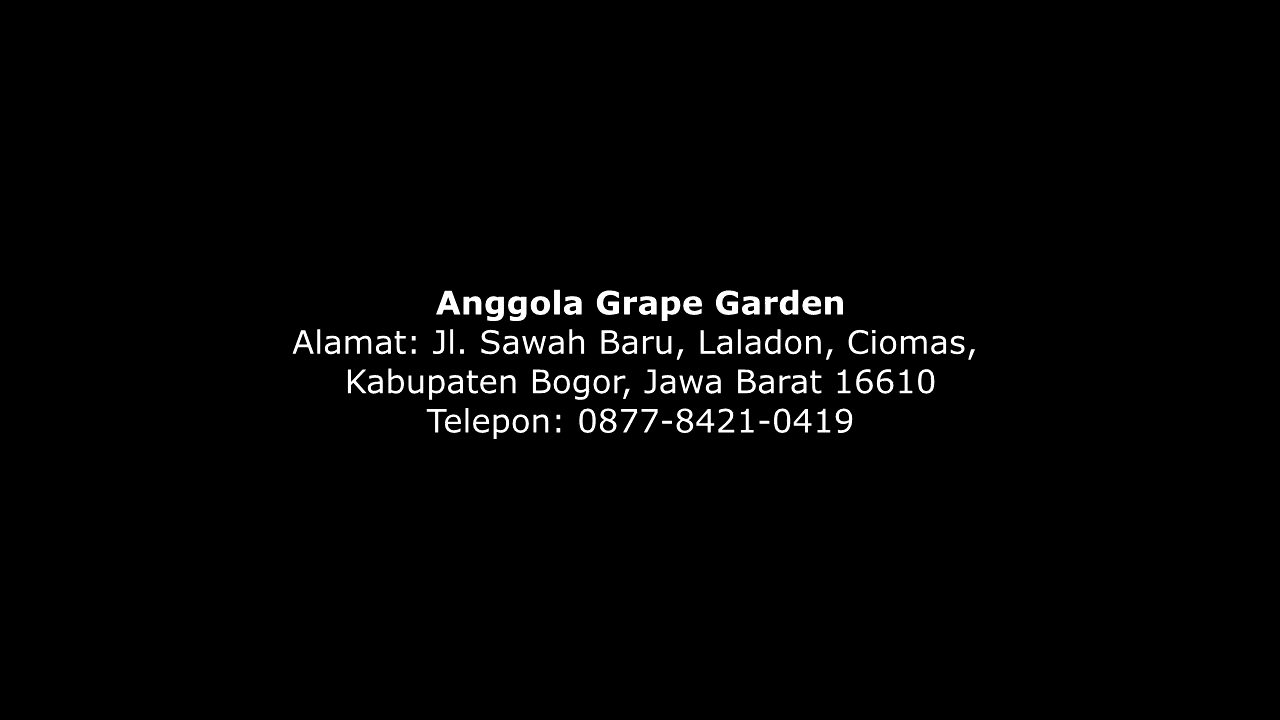 Anggola Grape Garden
Alamat: Jl. Sawah Baru, Laladon, Ciomas,
Kabupaten Bogor, Jawa Barat 16610
Telepon: 0877-8421-0419